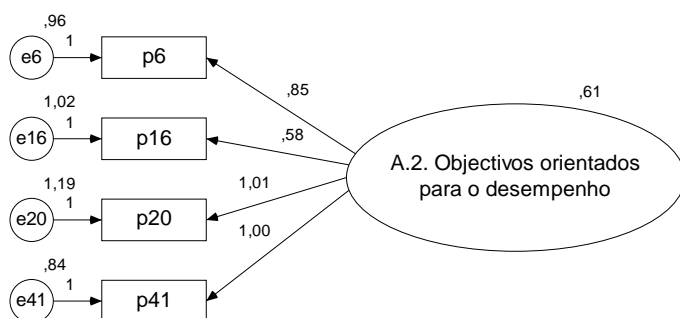 ,96
e6
1
p6
,85
,61
1,02
e16
1
p16
,58
A.2. Objectivos orientados
para o desempenho
1,19
e20
1
p20
1,01
,84
e41
1
p41
1,00